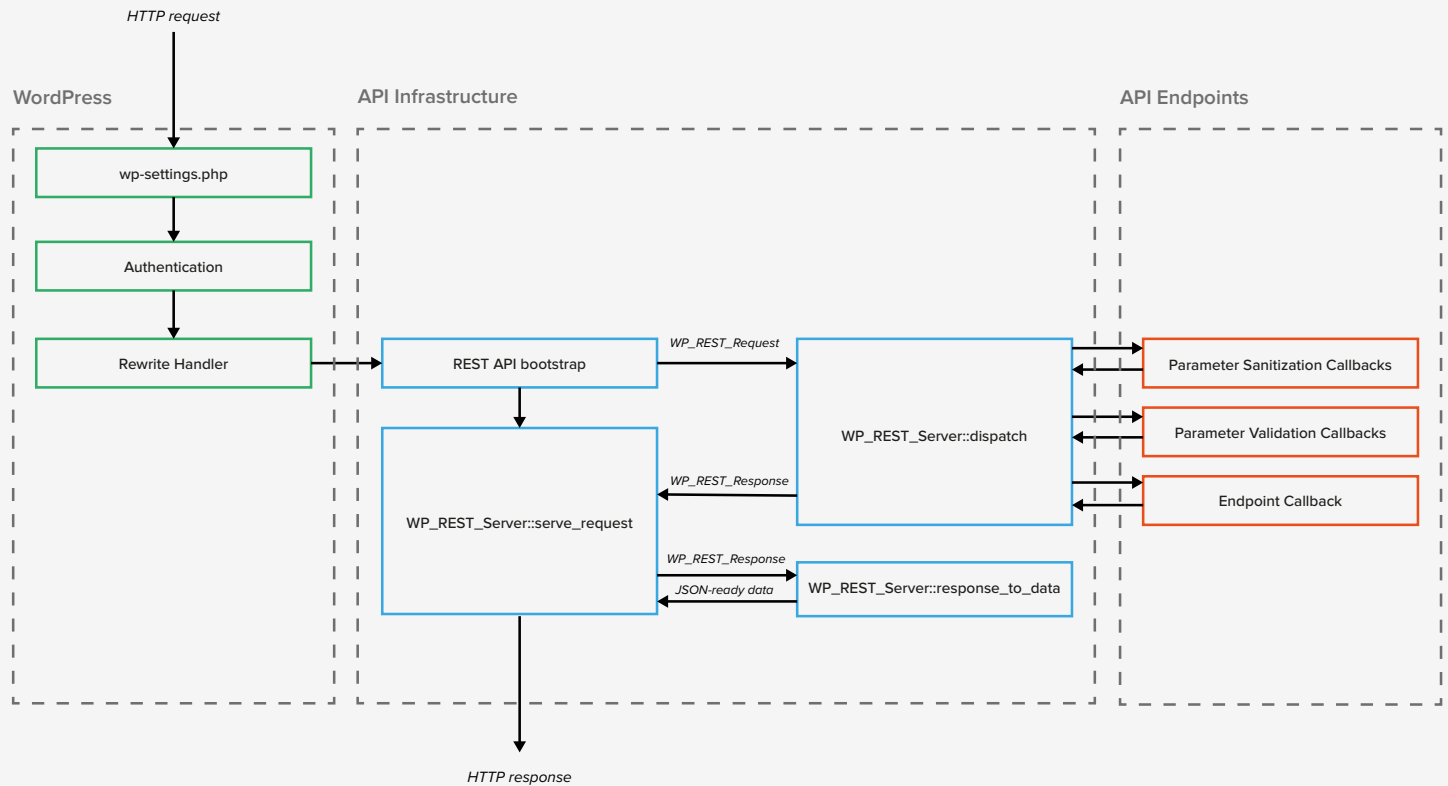 HTTP request
WordPress
API Infrastructure
API Endpoints
wp-settings.php
Authentication
Rewrite Handler
REST API bootstrap
WP_REST_Request
WP_REST_Server::dispatch
Parameter Sanitization Callbacks
Parameter Validation Callbacks
Endpoint Callback
WP_REST_Response
WP_REST_Server::serve_request
WP_REST_Response
JSON-ready data
WP_REST_Server::response_to_data
HTTP response